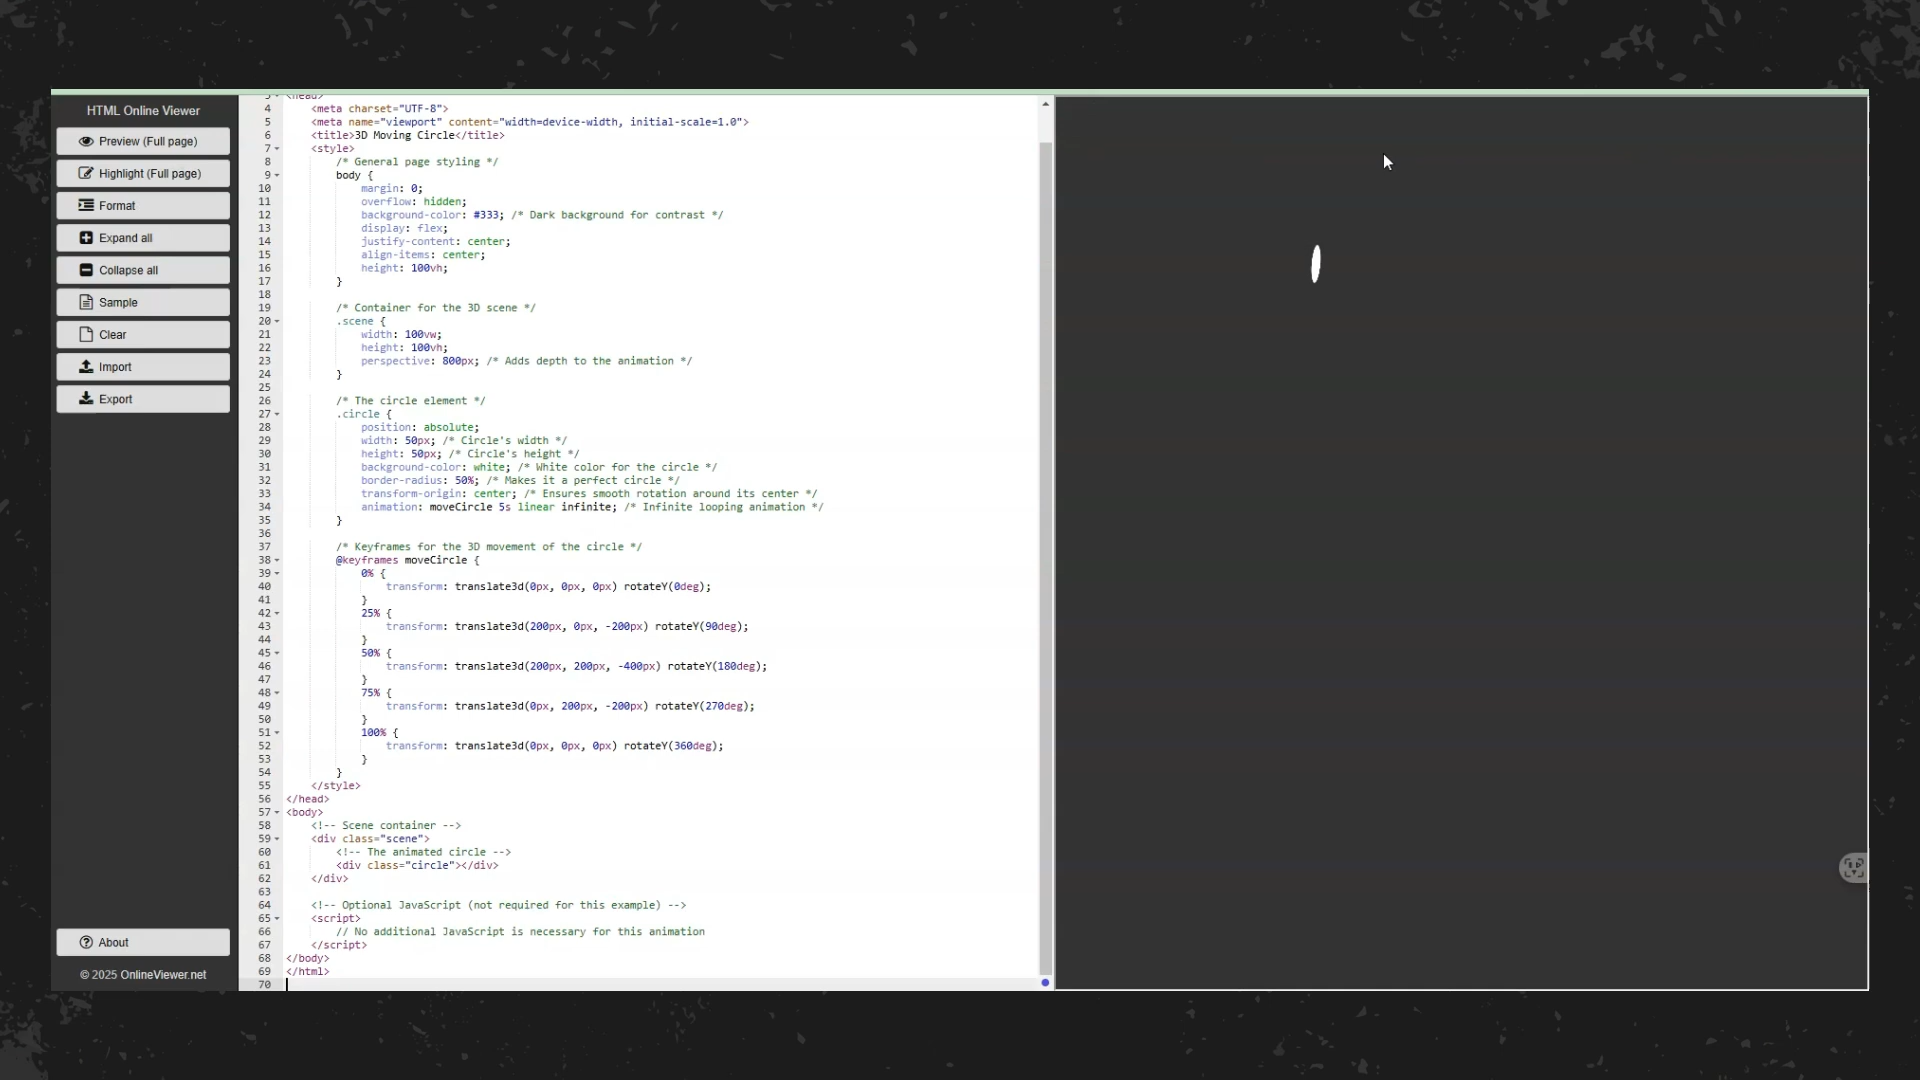 HTML Online Viewer
Preview (Full page)
Highlight (Full page)
Format
Expand all
Collapse all
Sample
Clear
Import
Export
About
© 2025 OnlineViewer.net
3 <head>
4 <meta charset="UTF-8">
5 <meta name="viewport" content="width=device-width, initial-scale=1.0">
6 <title>3D Moving Circle</title>
7 <style>
8 /* General page styling */
9 body {
10 margin: 0;
11 overflow: hidden;
12 background-color: #333; /* Dark background for contrast */
13 display: flex;
14 justify-content: center;
15 align-items: center;
16 height: 100vh;
17 }
18
19 /* Container for the 3D scene */
20 .scene {
21 width: 100vw;
22 height: 100vh;
23 perspective: 800px; /* Adds depth to the animation */
24 }
25
26 /* The circle element */
27 .circle {
28 position: absolute;
29 width: 50px; /* Circle's width */
30 height: 50px; /* Circle's height */
31 background-color: white; /* White color for the circle */
32 border-radius: 50%; /* Makes it a perfect circle */
33 transform-origin: center; /* Ensures smooth rotation around its center */
34 animation: moveCircle 5s linear infinite; /* Infinite looping animation */
35 }
36
37 /* Keyframes for the 3D movement of the circle */
38 @keyframes moveCircle {
39 0% {
40 transform: translate3d(0px, 0px, 0px) rotateY(0deg);
41 }
42 25% {
43 transform: translate3d(200px, 0px, -200px) rotateY(90deg);
44 }
45 50% {
46 transform: translate3d(200px, 200px, -400px) rotateY(180deg);
47 }
48 75% {
49 transform: translate3d(0px, 200px, -200px) rotateY(270deg);
50 }
51 100% {
52 transform: translate3d(0px, 0px, 0px) rotateY(360deg);
53 }
54 }
55 </style>
56 </head>
57 <body>
58 <!-- Scene container -->
59 <div class="scene">
60 <!-- The animated circle -->
61 <div class="circle"></div>
62 </div>
63
64 <!-- Optional JavaScript (not required for this example) -->
65 <script>
66 // No additional JavaScript is necessary for this animation
67 </script>
68 </body>
69 </html>
70